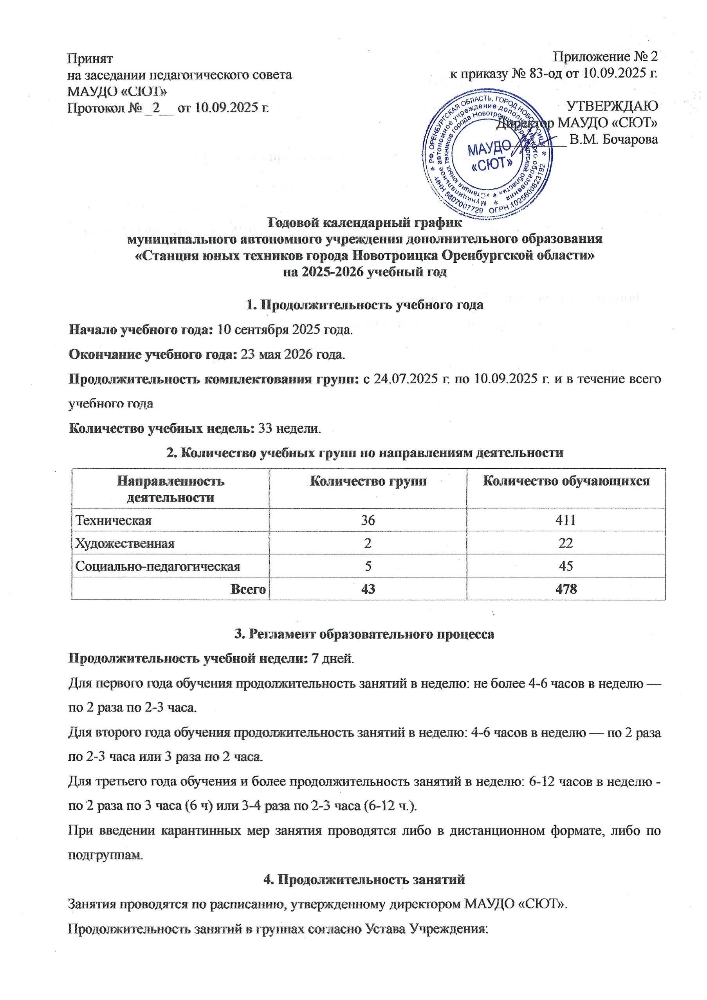 Принят
на заседании педагогического совета
МАУДО «СЮТ»
Протокол № _2__ от 10.09.2025 г.
Приложение № 2
к приказу № 83-од от 10.09.2025 г.
УТВЕРЖДАЮ
Директор МАУДО «СЮТ»
__________ В.М. Бочарова
* РФ, ОРЕНБУРГСКАЯ ОБЛАСТЬ, ГОРОД НОВОТРОИЦК *
ИНН 5607007729 ОГРН 1025600823192
Муниципальное автономное учреждение дополнительного образования *
«Станция юных техников города Новотроицка Оренбургской области» *
МАУДО
«СЮТ»
Годовой календарный график
муниципального автономного учреждения дополнительного образования
«Станция юных техников города Новотроицка Оренбургской области»
на 2025-2026 учебный год
1. Продолжительность учебного года
Начало учебного года: 10 сентября 2025 года.
Окончание учебного года: 23 мая 2026 года.
Продолжительность комплектования групп: с 24.07.2025 г. по 10.09.2025 г. и в течение всего
учебного года
Количество учебных недель: 33 недели.
2. Количество учебных групп по направлениям деятельности
Направленность
деятельности
Количество групп
Количество обучающихся
Техническая 36 411
Художественная 2 22
Социально-педагогическая 5 45
Всего 43 478
3. Регламент образовательного процесса
Продолжительность учебной недели: 7 дней.
Для первого года обучения продолжительность занятий в неделю: не более 4-6 часов в неделю —
по 2 раза по 2-3 часа.
Для второго года обучения продолжительность занятий в неделю: 4-6 часов в неделю — по 2 раза
по 2-3 часа или 3 раза по 2 часа.
Для третьего года обучения и более продолжительность занятий в неделю: 6-12 часов в неделю -
по 2 раза по 3 часа (6 ч) или 3-4 раза по 2-3 часа (6-12 ч.).
При введении карантинных мер занятия проводятся либо в дистанционном формате, либо по
подгруппам.
4. Продолжительность занятий
Занятия проводятся по расписанию, утвержденному директором МАУДО «СЮТ».
Продолжительность занятий в группах согласно Устава Учреждения: